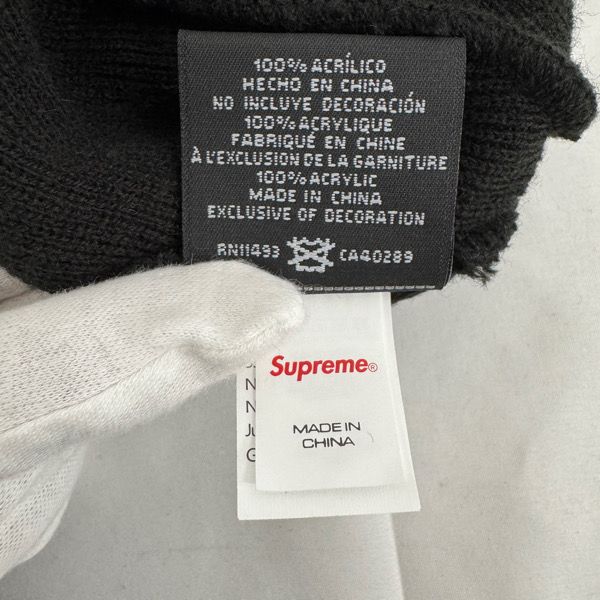 100% ACRÍLICO
HECHO EN CHINA
NO INCLUYE DECORACIÓN
100% ACRYLIQUE
FABRIQUÉ EN CHINE
À L'EXCLUSION DE LA GARNITURE
100% ACRYLIC
MADE IN CHINA
EXCLUSIVE OF DECORATION
RN11493 CA40289
Supreme®
MADE IN
CHINA